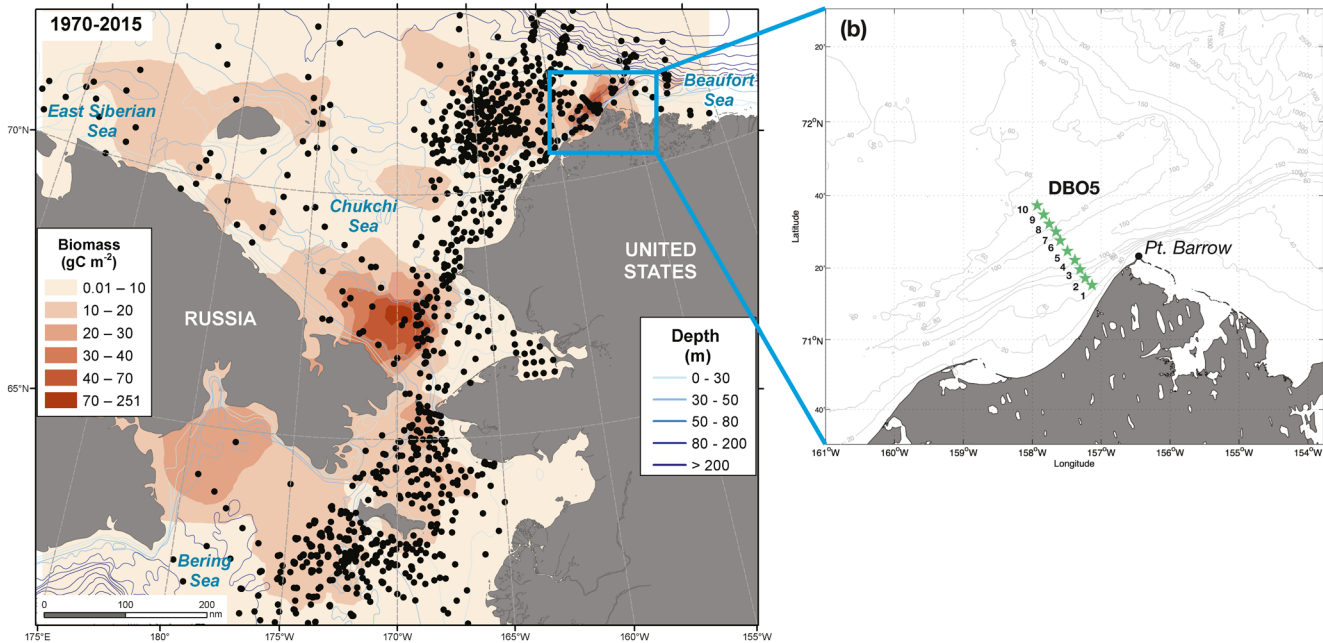 1970-2015
East Siberian
Sea
Beaufort
Sea
Chukchi
Sea
Bering
Sea
RUSSIA
UNITED
STATES
70°N
65°N
Biomass
(gC m⁻²)
0.01 – 10
10 – 20
20 – 30
30 – 40
40 – 70
70 – 251
Depth
(m)
0 - 30
30 - 50
50 - 80
80 - 200
> 200
0 100 200
nm
175°E 180° 175°W 170°W 165°W 160°W 155°W
(b)
DBO5
Pt. Barrow
10
9
8
7
6
5
4
3
2
1
Latitude
20'
72°N
40'
20'
71°N
40'
161°W 160°W 159°W 158°W 157°W 156°W 155°W 154°W
Longitude